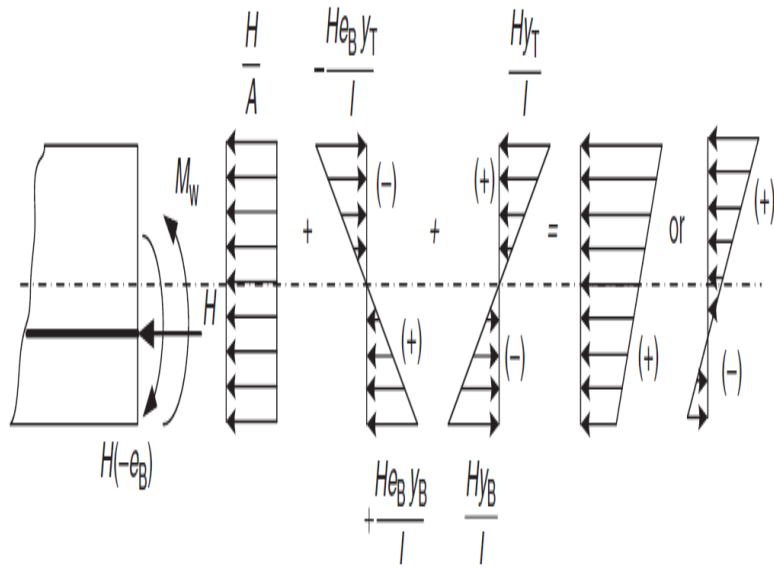 H/A
-He_B y_T/I
Hy_T/I
M_w
(–)
(+)
(+)
+
+
=
or
H
(+)
(–)
(+)
(–)
H(–e_B)
+He_B y_B/I
Hy_B/I